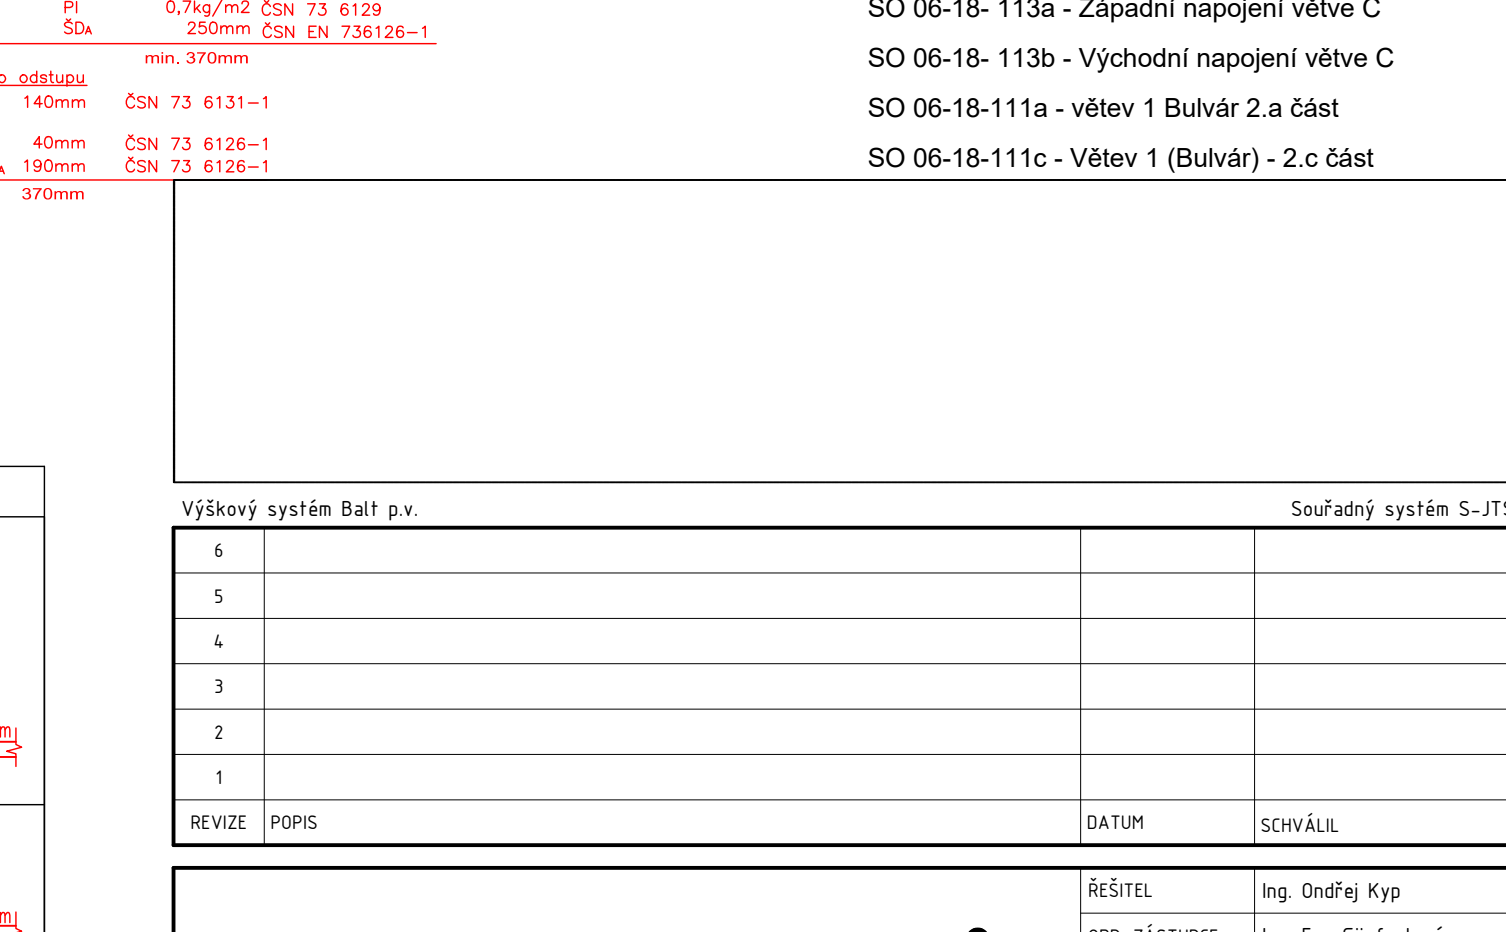 PI 0,7kg/m2 ČSN 73 6129
ŠDA 250mm ČSN EN 736126-1
min. 370mm
odstupu
140mm ČSN 73 6131-1
40mm ČSN 73 6126-1
190mm ČSN 73 6126-1
370mm
SO 06-18- 113a - Západní napojení větve C
SO 06-18- 113b - Východní napojení větve C
SO 06-18-111a - větev 1 Bulvár 2.a část
SO 06-18-111c - Větev 1 (Bulvár) - 2.c část
Výškový systém Balt p.v. Souřadný systém
6
5
4
3
2
1
REVIZE POPIS DATUM SCHVÁLIL
ŘEŠITEL Ing. Ondřej Kyp